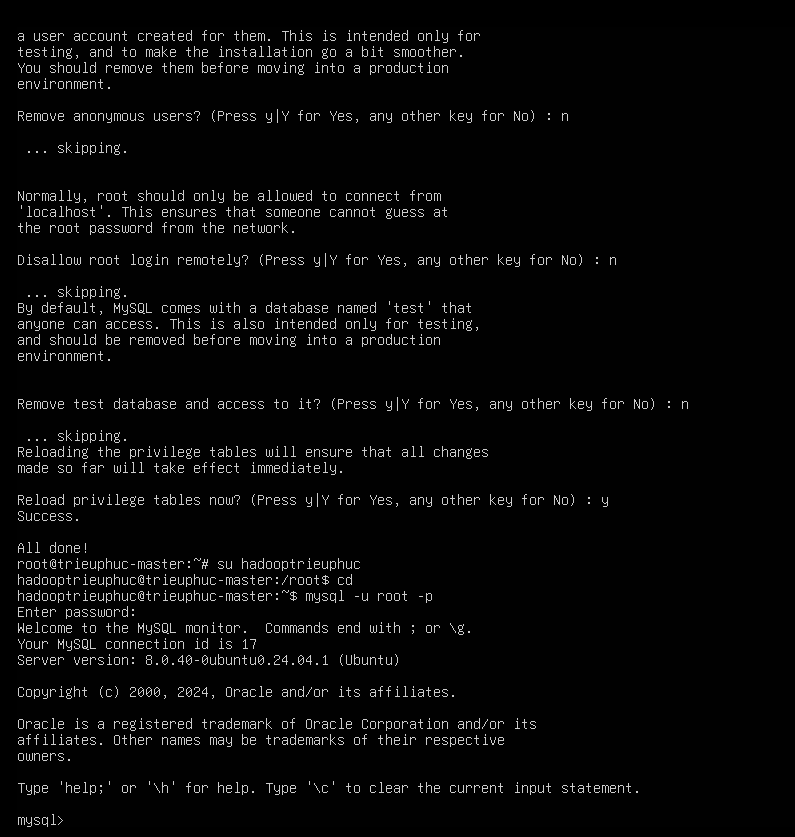 a user account created for them. This is intended only for
testing, and to make the installation go a bit smoother.
You should remove them before moving into a production
environment.
Remove anonymous users? (Press y|Y for Yes, any other key for No) : n
... skipping.
Normally, root should only be allowed to connect from
'localhost'. This ensures that someone cannot guess at
the root password from the network.
Disallow root login remotely? (Press y|Y for Yes, any other key for No) : n
... skipping.
By default, MySQL comes with a database named 'test' that
anyone can access. This is also intended only for testing,
and should be removed before moving into a production
environment.
Remove test database and access to it? (Press y|Y for Yes, any other key for No) : n
... skipping.
Reloading the privilege tables will ensure that all changes
made so far will take effect immediately.
Reload privilege tables now? (Press y|Y for Yes, any other key for No) : y
Success.
All done!
root@trieuphuc-master:~# su hadooptrieuphuc
hadooptrieuphuc@trieuphuc-master:/root$ cd
hadooptrieuphuc@trieuphuc-master:~$ mysql -u root -p
Enter password:
Welcome to the MySQL monitor.  Commands end with ; or \g.
Your MySQL connection id is 17
Server version: 8.0.40-0ubuntu0.24.04.1 (Ubuntu)
Copyright (c) 2000, 2024, Oracle and/or its affiliates.
Oracle is a registered trademark of Oracle Corporation and/or its
affiliates. Other names may be trademarks of their respective
owners.
Type 'help;' or '\h' for help. Type '\c' to clear the current input statement.
mysql>